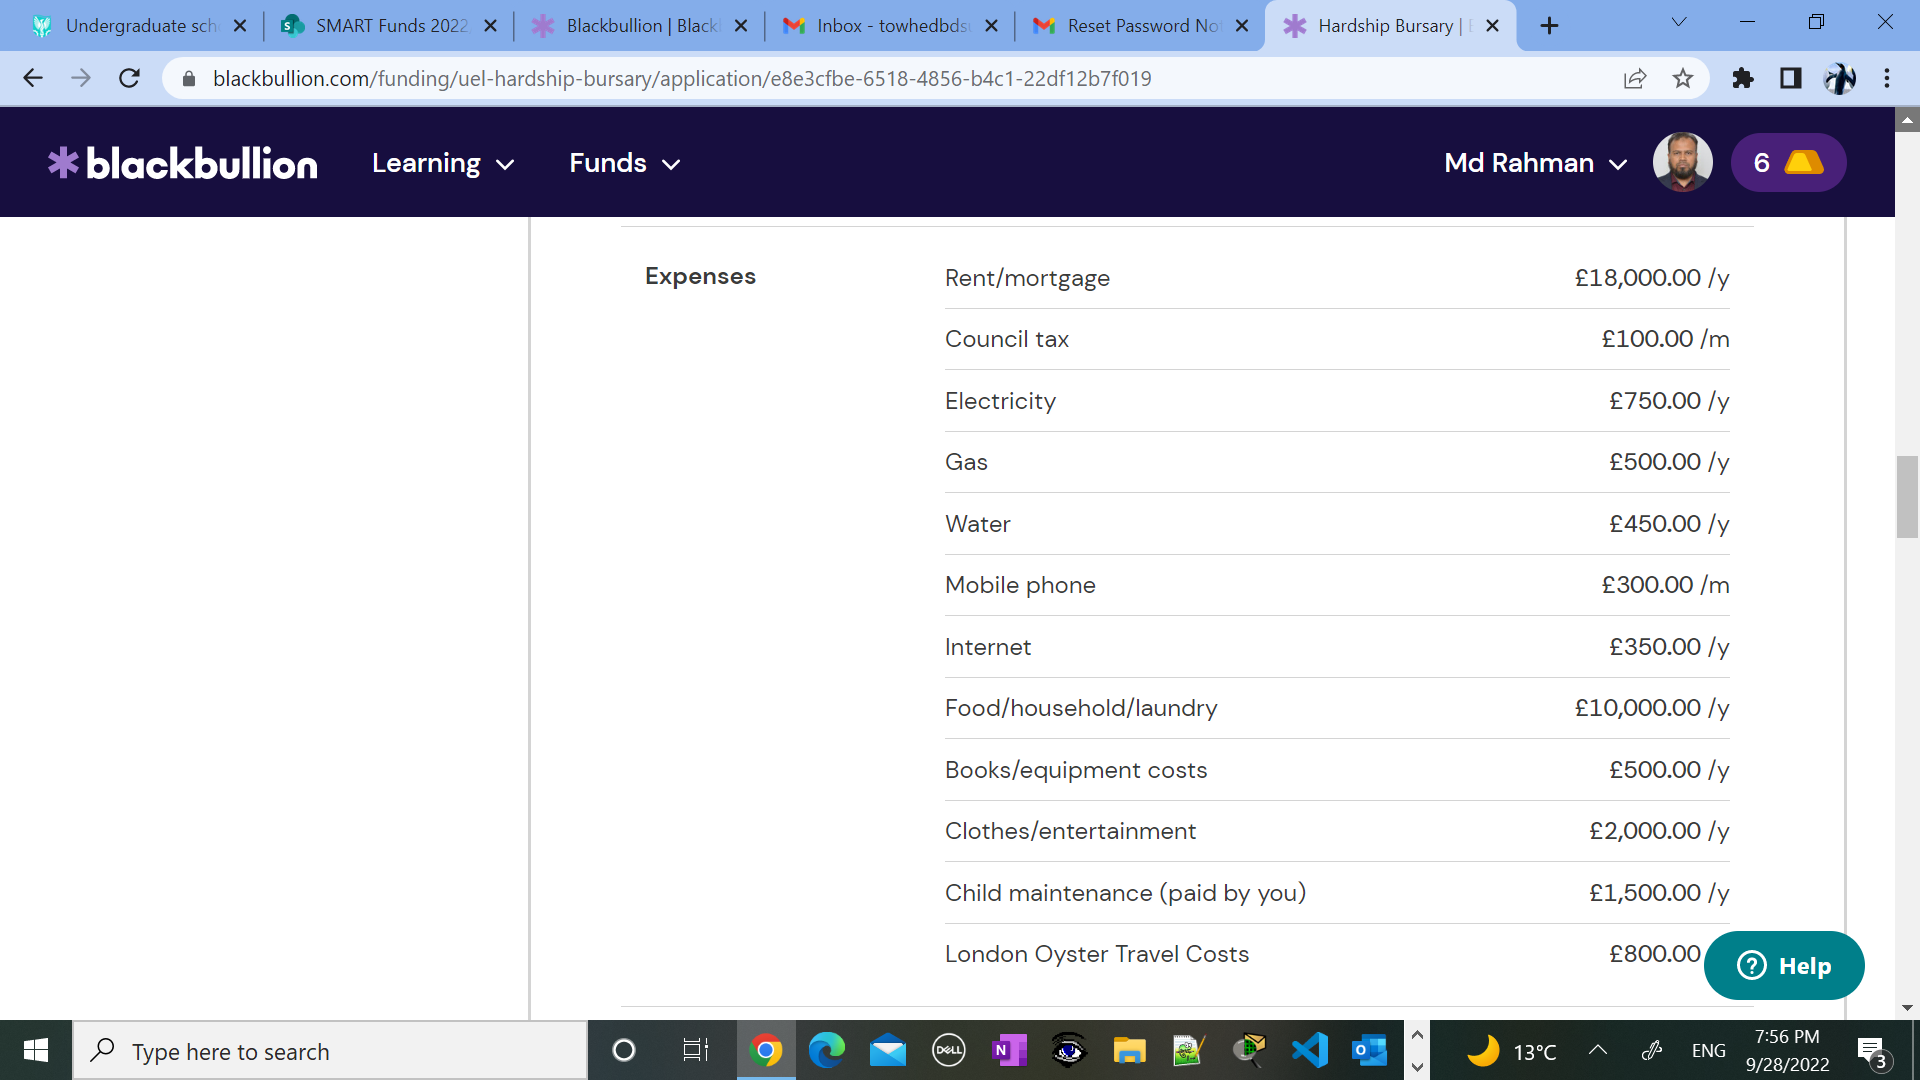 Undergraduate sch
SMART Funds 2022
Blackbullion | Black
Inbox - towhedbds
Reset Password No
Hardship Bursary |
blackbullion.com/funding/uel-hardship-bursary/application/e8e3cfbe-6518-4856-b4c1-22df12b7f019
blackbullion
Learning
Funds
Md Rahman
6
Expenses
Rent/mortgage £18,000.00 /y
Council tax £100.00 /m
Electricity £750.00 /y
Gas £500.00 /y
Water £450.00 /y
Mobile phone £300.00 /m
Internet £350.00 /y
Food/household/laundry £10,000.00 /y
Books/equipment costs £500.00 /y
Clothes/entertainment £2,000.00 /y
Child maintenance (paid by you) £1,500.00 /y
London Oyster Travel Costs £800.00
Help
Type here to search
DELL
N
13°C
ENG
7:56 PM
9/28/2022
3